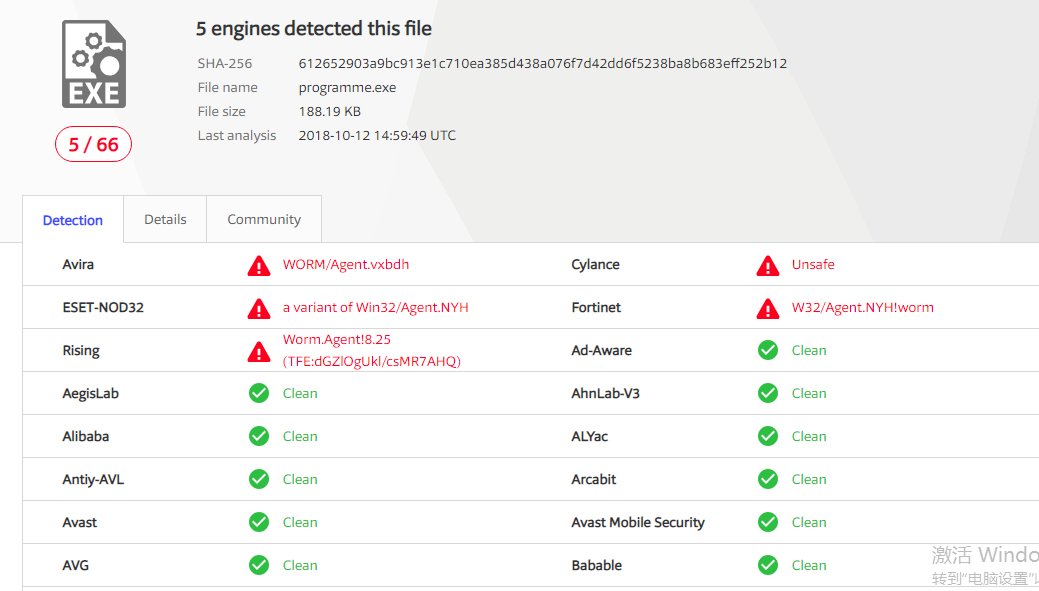 5 engines detected this file
SHA-256 612652903a9bc913e1c710ea385d438a076f7d42dd6f5238ba8b683eff252b12
File name programme.exe
File size 188.19 KB
Last analysis 2018-10-12 14:59:49 UTC
EXE
5 / 66
Detection Details Community
Avira WORM/Agent.vxbdh Cylance Unsafe
ESET-NOD32 a variant of Win32/Agent.NYH Fortinet W32/Agent.NYH!worm
Rising Worm.Agent!8.25 (TFE:dGZlOgUkl/csMR7AHQ) Ad-Aware Clean
AegisLab Clean AhnLab-V3 Clean
Alibaba Clean ALYac Clean
Antiy-AVL Clean Arcabit Clean
Avast Clean Avast Mobile Security Clean
AVG Clean Babable Clean
激活 Windo
转到"电脑设置"以